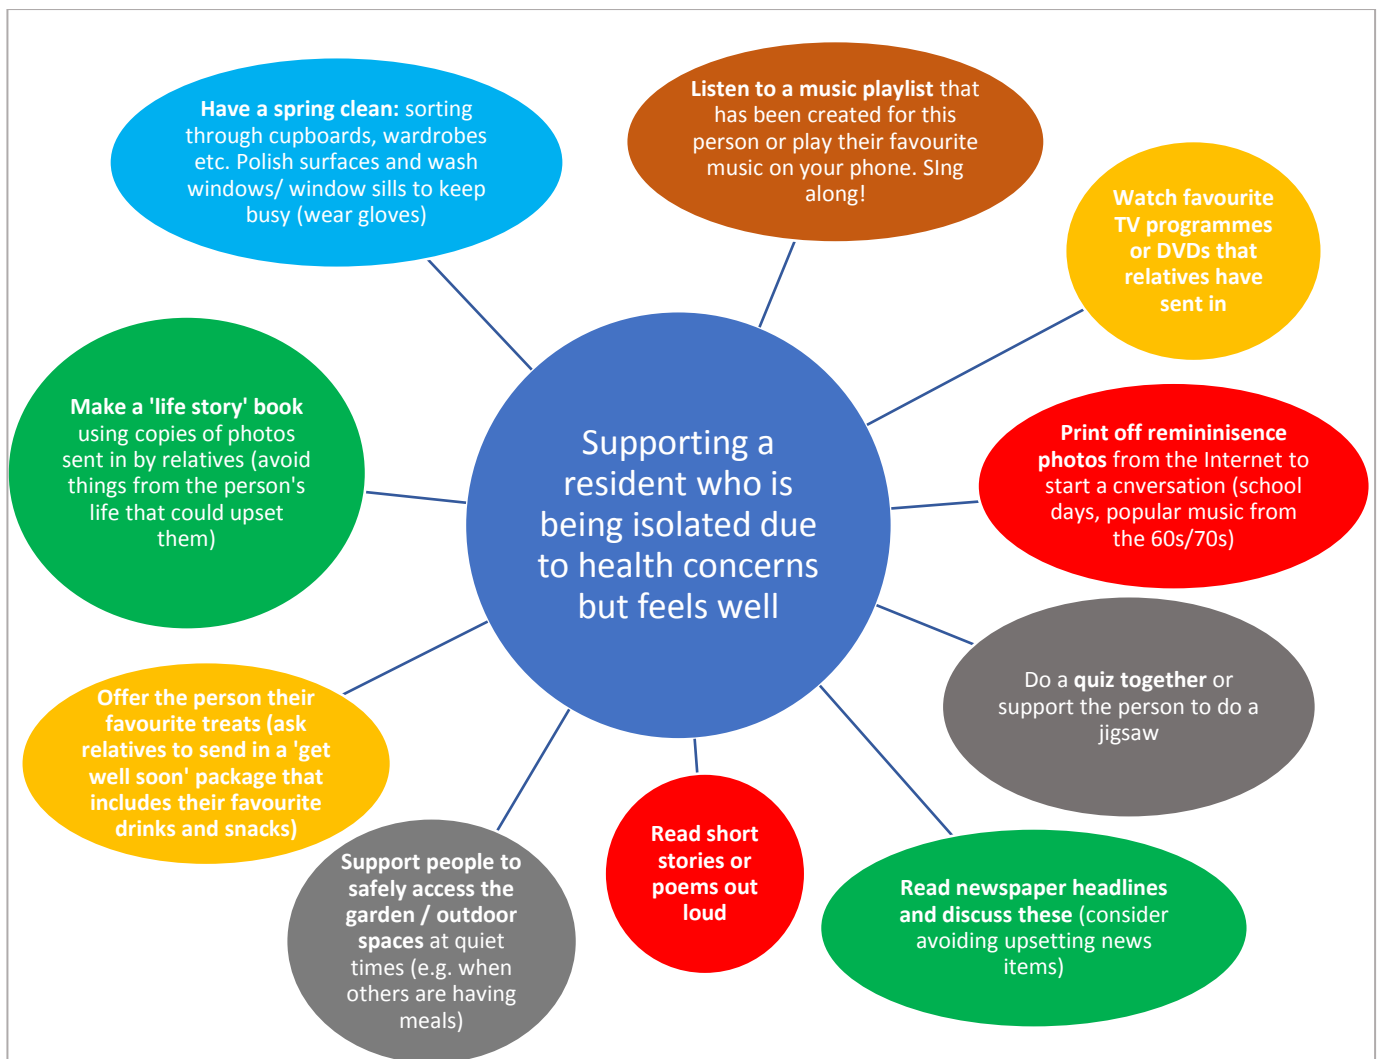 Supporting a
resident who is
being isolated due
to health concerns
but feels well
Listen to a music playlist that
has been created for this
person or play their favourite
music on your phone. SIng
along!
Watch favourite
TV programmes
or DVDs that
relatives have
sent in
Print off remininisence
photos from the Internet to
start a cnversation (school
days, popular music from
the 60s/70s)
Do a quiz together or
support the person to do a
jigsaw
Read newspaper headlines
and discuss these (consider
avoiding upsetting news
items)
Read short
stories or
poems out
loud
Support people to
safely access the
garden / outdoor
spaces at quiet
times (e.g. when
others are having
meals)
Offer the person their
favourite treats (ask
relatives to send in a 'get
well soon' package that
includes their favourite
drinks and snacks)
Make a 'life story' book
using copies of photos
sent in by relatives (avoid
things from the person's
life that could upset
them)
Have a spring clean: sorting
through cupboards, wardrobes
etc. Polish surfaces and wash
windows/ window sills to keep
busy (wear gloves)